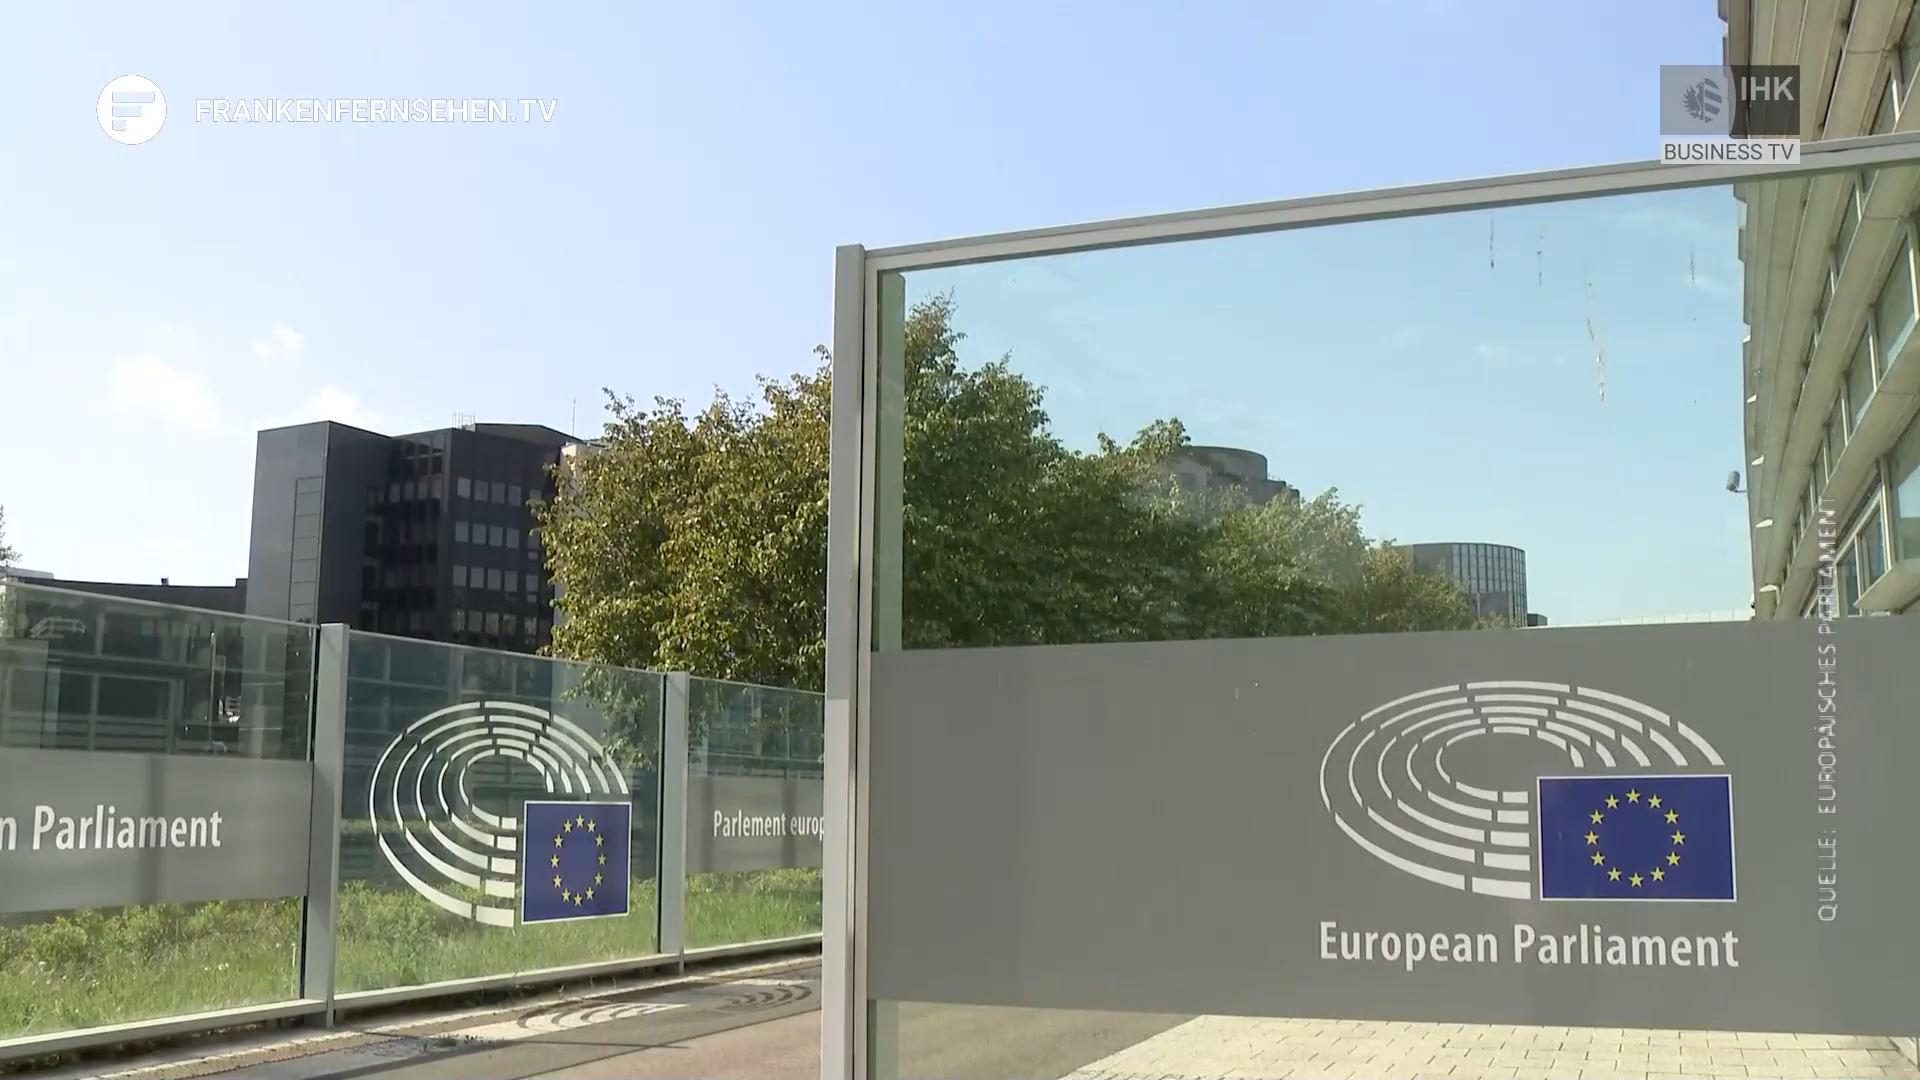 FRANKENFERNSEHEN.TV
IHK
BUSINESS TV
n Parliament
Parlement europ
European Parliament
QUELLE: EUROPÄISCHES PARLAMENT